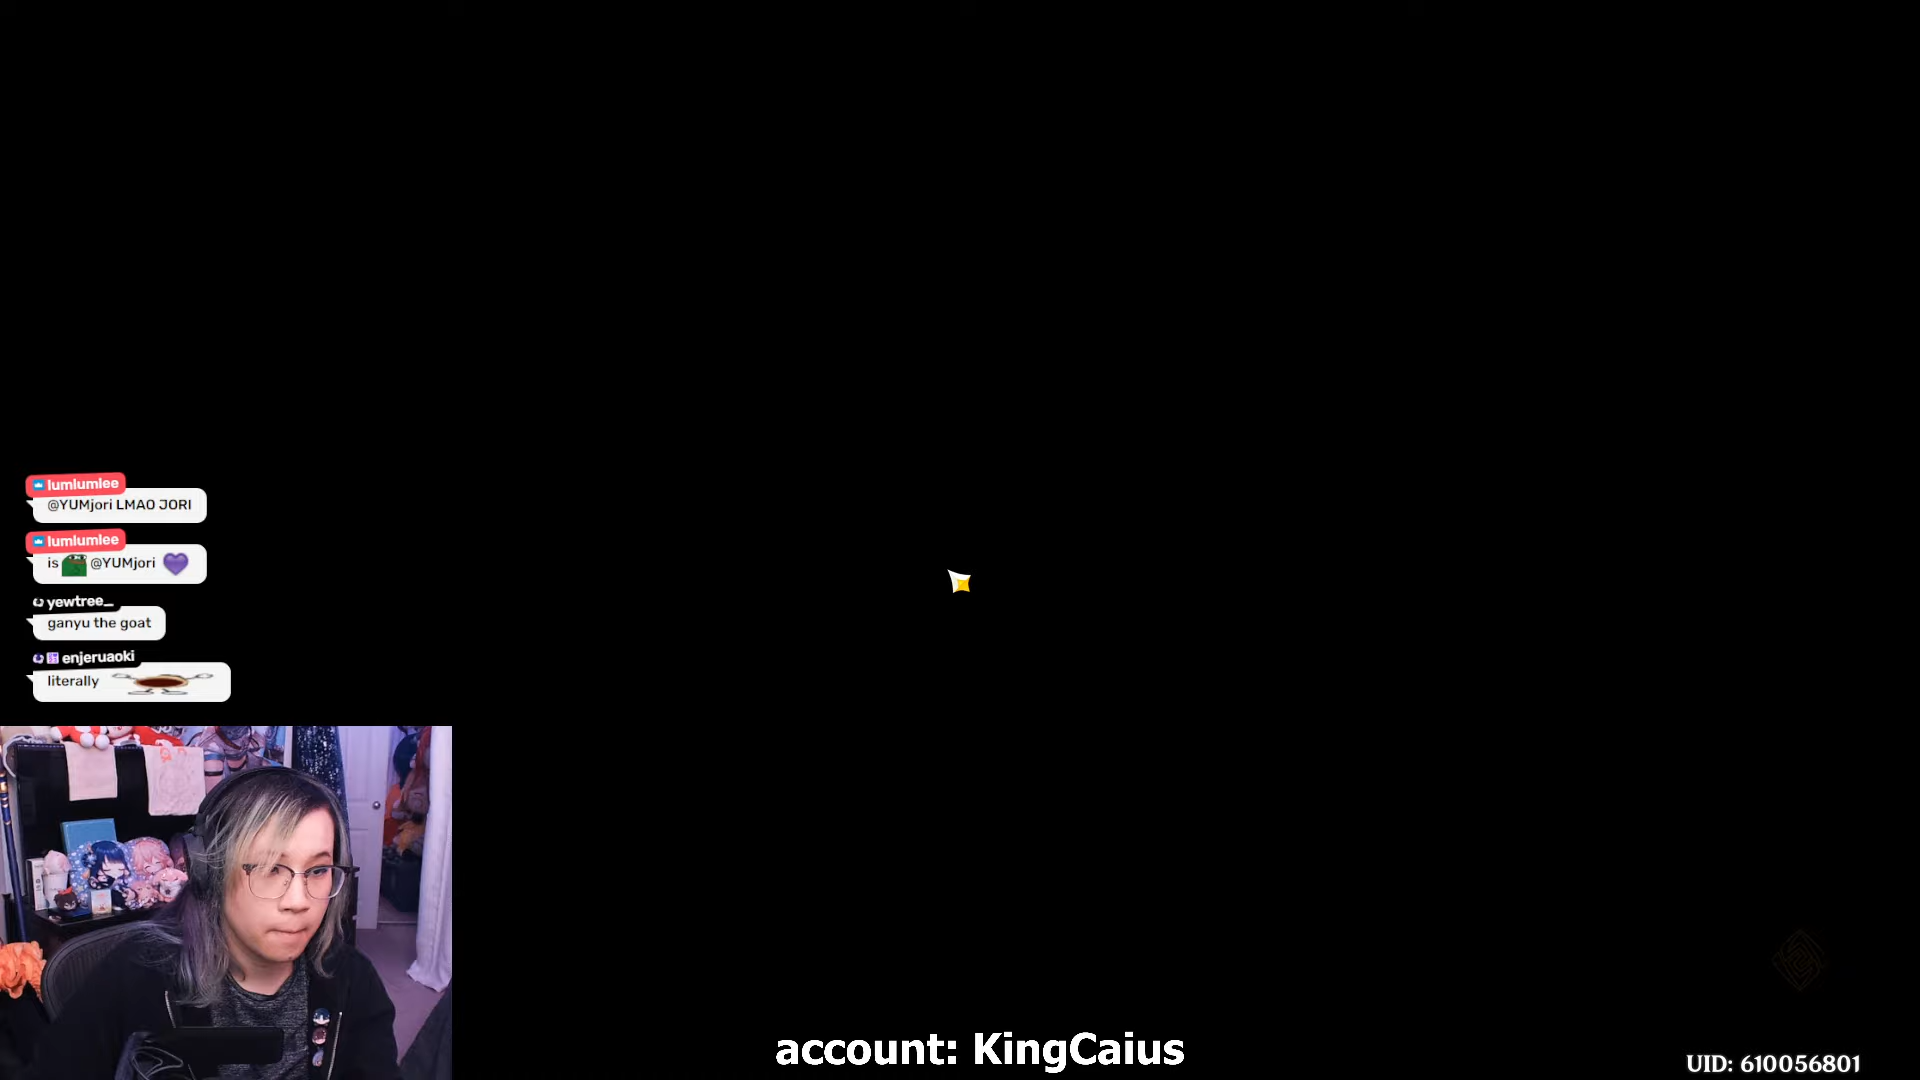 lumlumlee
@YUMjori LMAO JORI
lumlumlee
is @YUMjori
yewtree_
ganyu the goat
enjeruaoki
literally
account: KingCaius
UID: 610056801